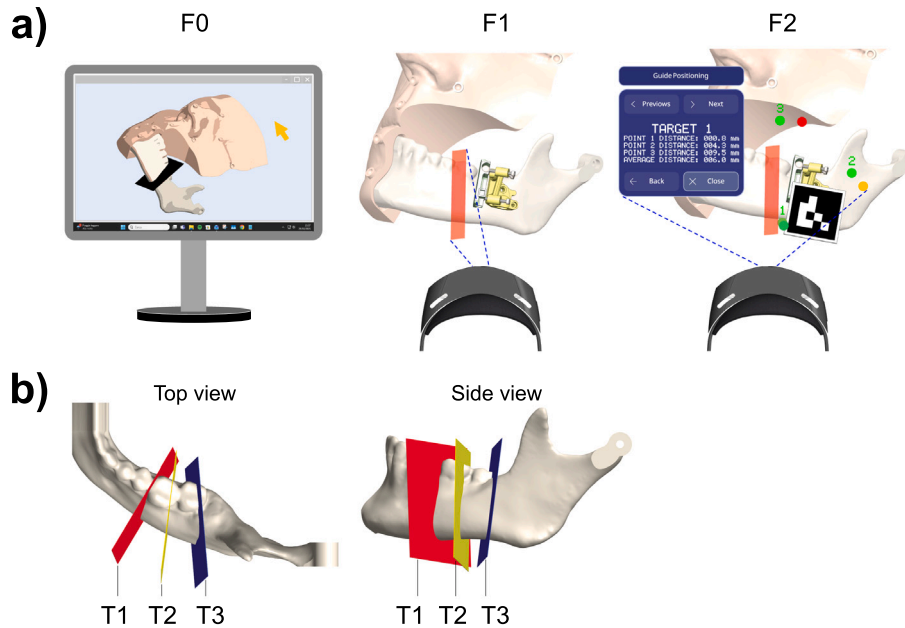 a)
F0
F1
F2
Guide Positioning
< Previows > Next
TARGET 1
POINT 1 DISTANCE: 000.8 mm
POINT 2 DISTANCE: 004.3 mm
POINT 3 DISTANCE: 009.5 mm
AVERAGE DISTANCE: 006.0 mm
← Back X Close
3
2
1
b)
Top view
Side view
T1 T2 T3
T1 T2 T3